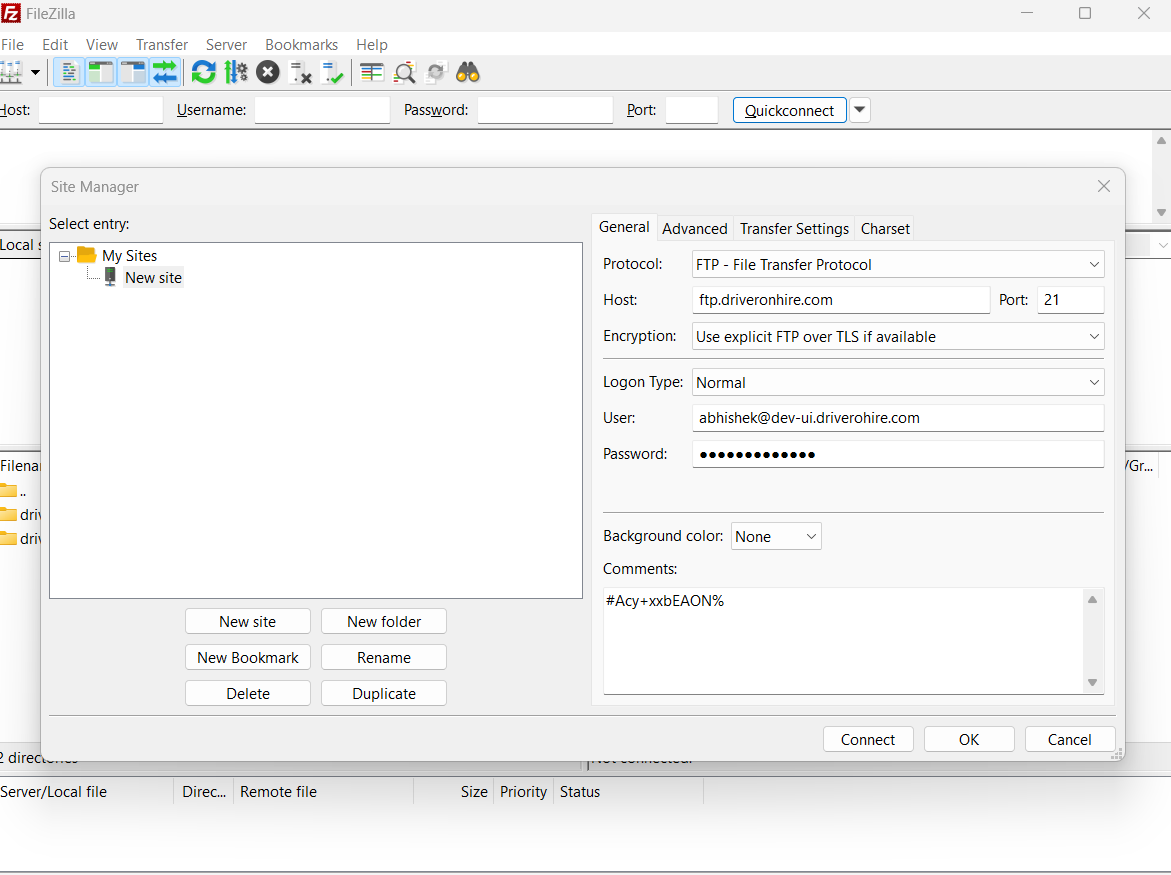 FileZilla
File Edit View Transfer Server Bookmarks Help
Host: Username: Password: Port: Quickconnect
Site Manager
Select entry:
My Sites
New site
New site New folder
New Bookmark Rename
Delete Duplicate
General Advanced Transfer Settings Charset
Protocol: FTP - File Transfer Protocol
Host: ftp.driveronhire.com Port: 21
Encryption: Use explicit FTP over TLS if available
Logon Type: Normal
User: abhishek@dev-ui.driverohire.com
Password: ●●●●●●●●●●●●●
Background color: None
Comments:
#Acy+xxbEAON%
Connect OK Cancel
Local s
Filenar
/Gr...
..
driv
driv
2 directories
Not connected.
Server/Local file Direc... Remote file Size Priority Status